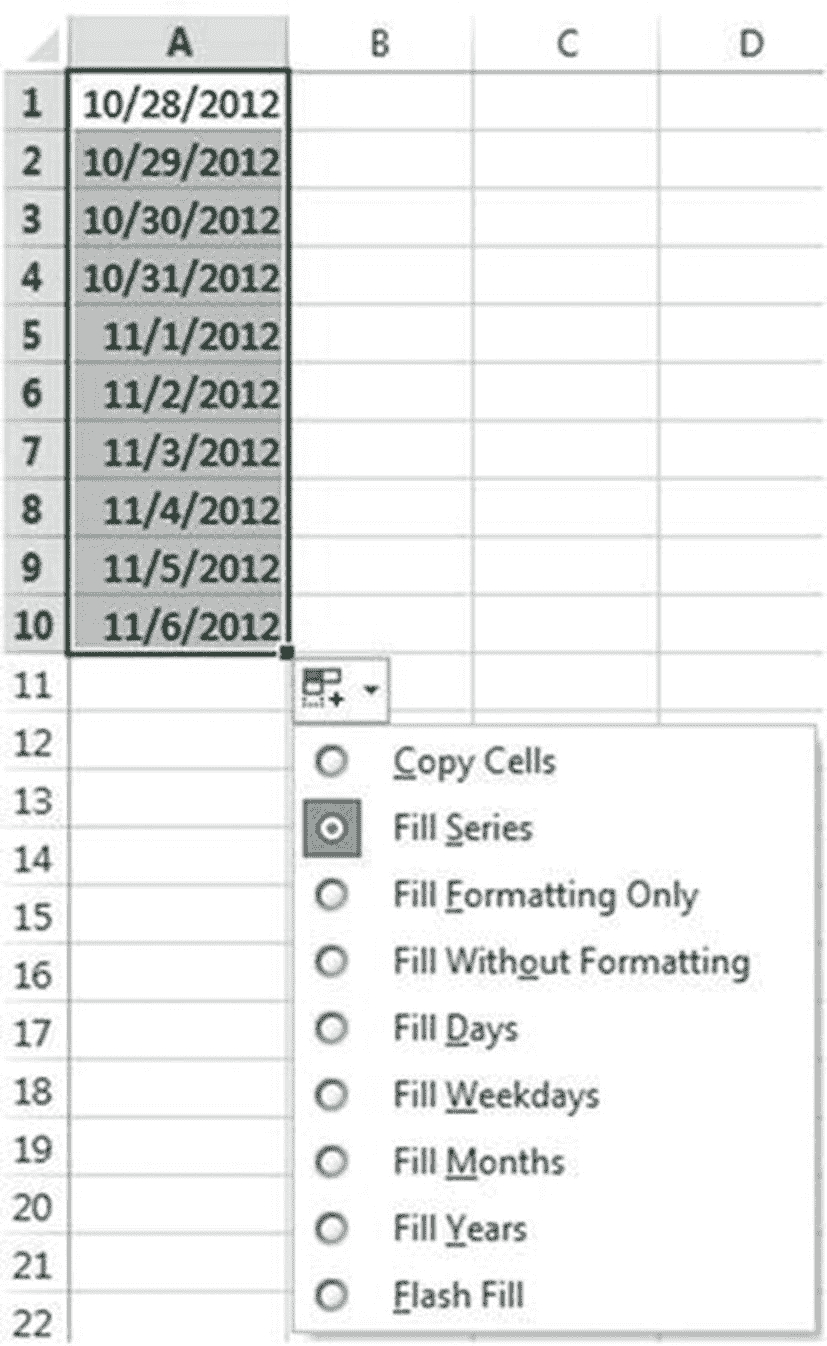 A B C D
1 10/28/2012
2 10/29/2012
3 10/30/2012
4 10/31/2012
5 11/1/2012
6 11/2/2012
7 11/3/2012
8 11/4/2012
9 11/5/2012
10 11/6/2012
11
12 Copy Cells
13 Fill Series
14 Fill Formatting Only
15
16 Fill Without Formatting
17 Fill Days
18 Fill Weekdays
19 Fill Months
20 Fill Years
21 Flash Fill
22